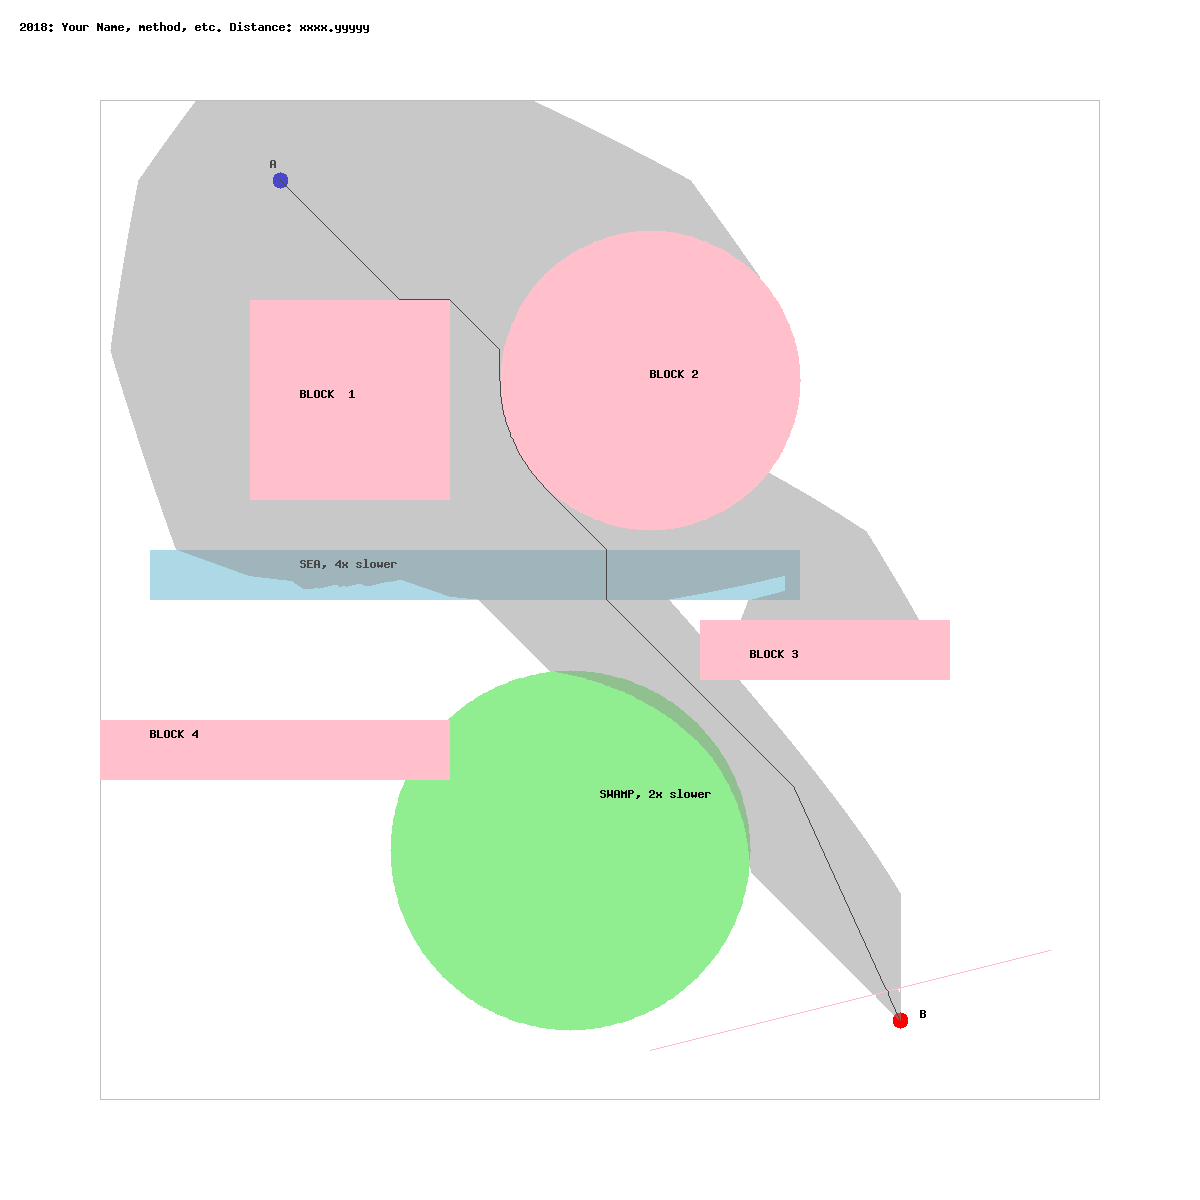 2018: Your Name, method, etc. Distance: xxxx.yyyyy
A
BLOCK 2
BLOCK  1
SEA, 4x slower
BLOCK 3
BLOCK 4
SWAMP, 2x slower
B